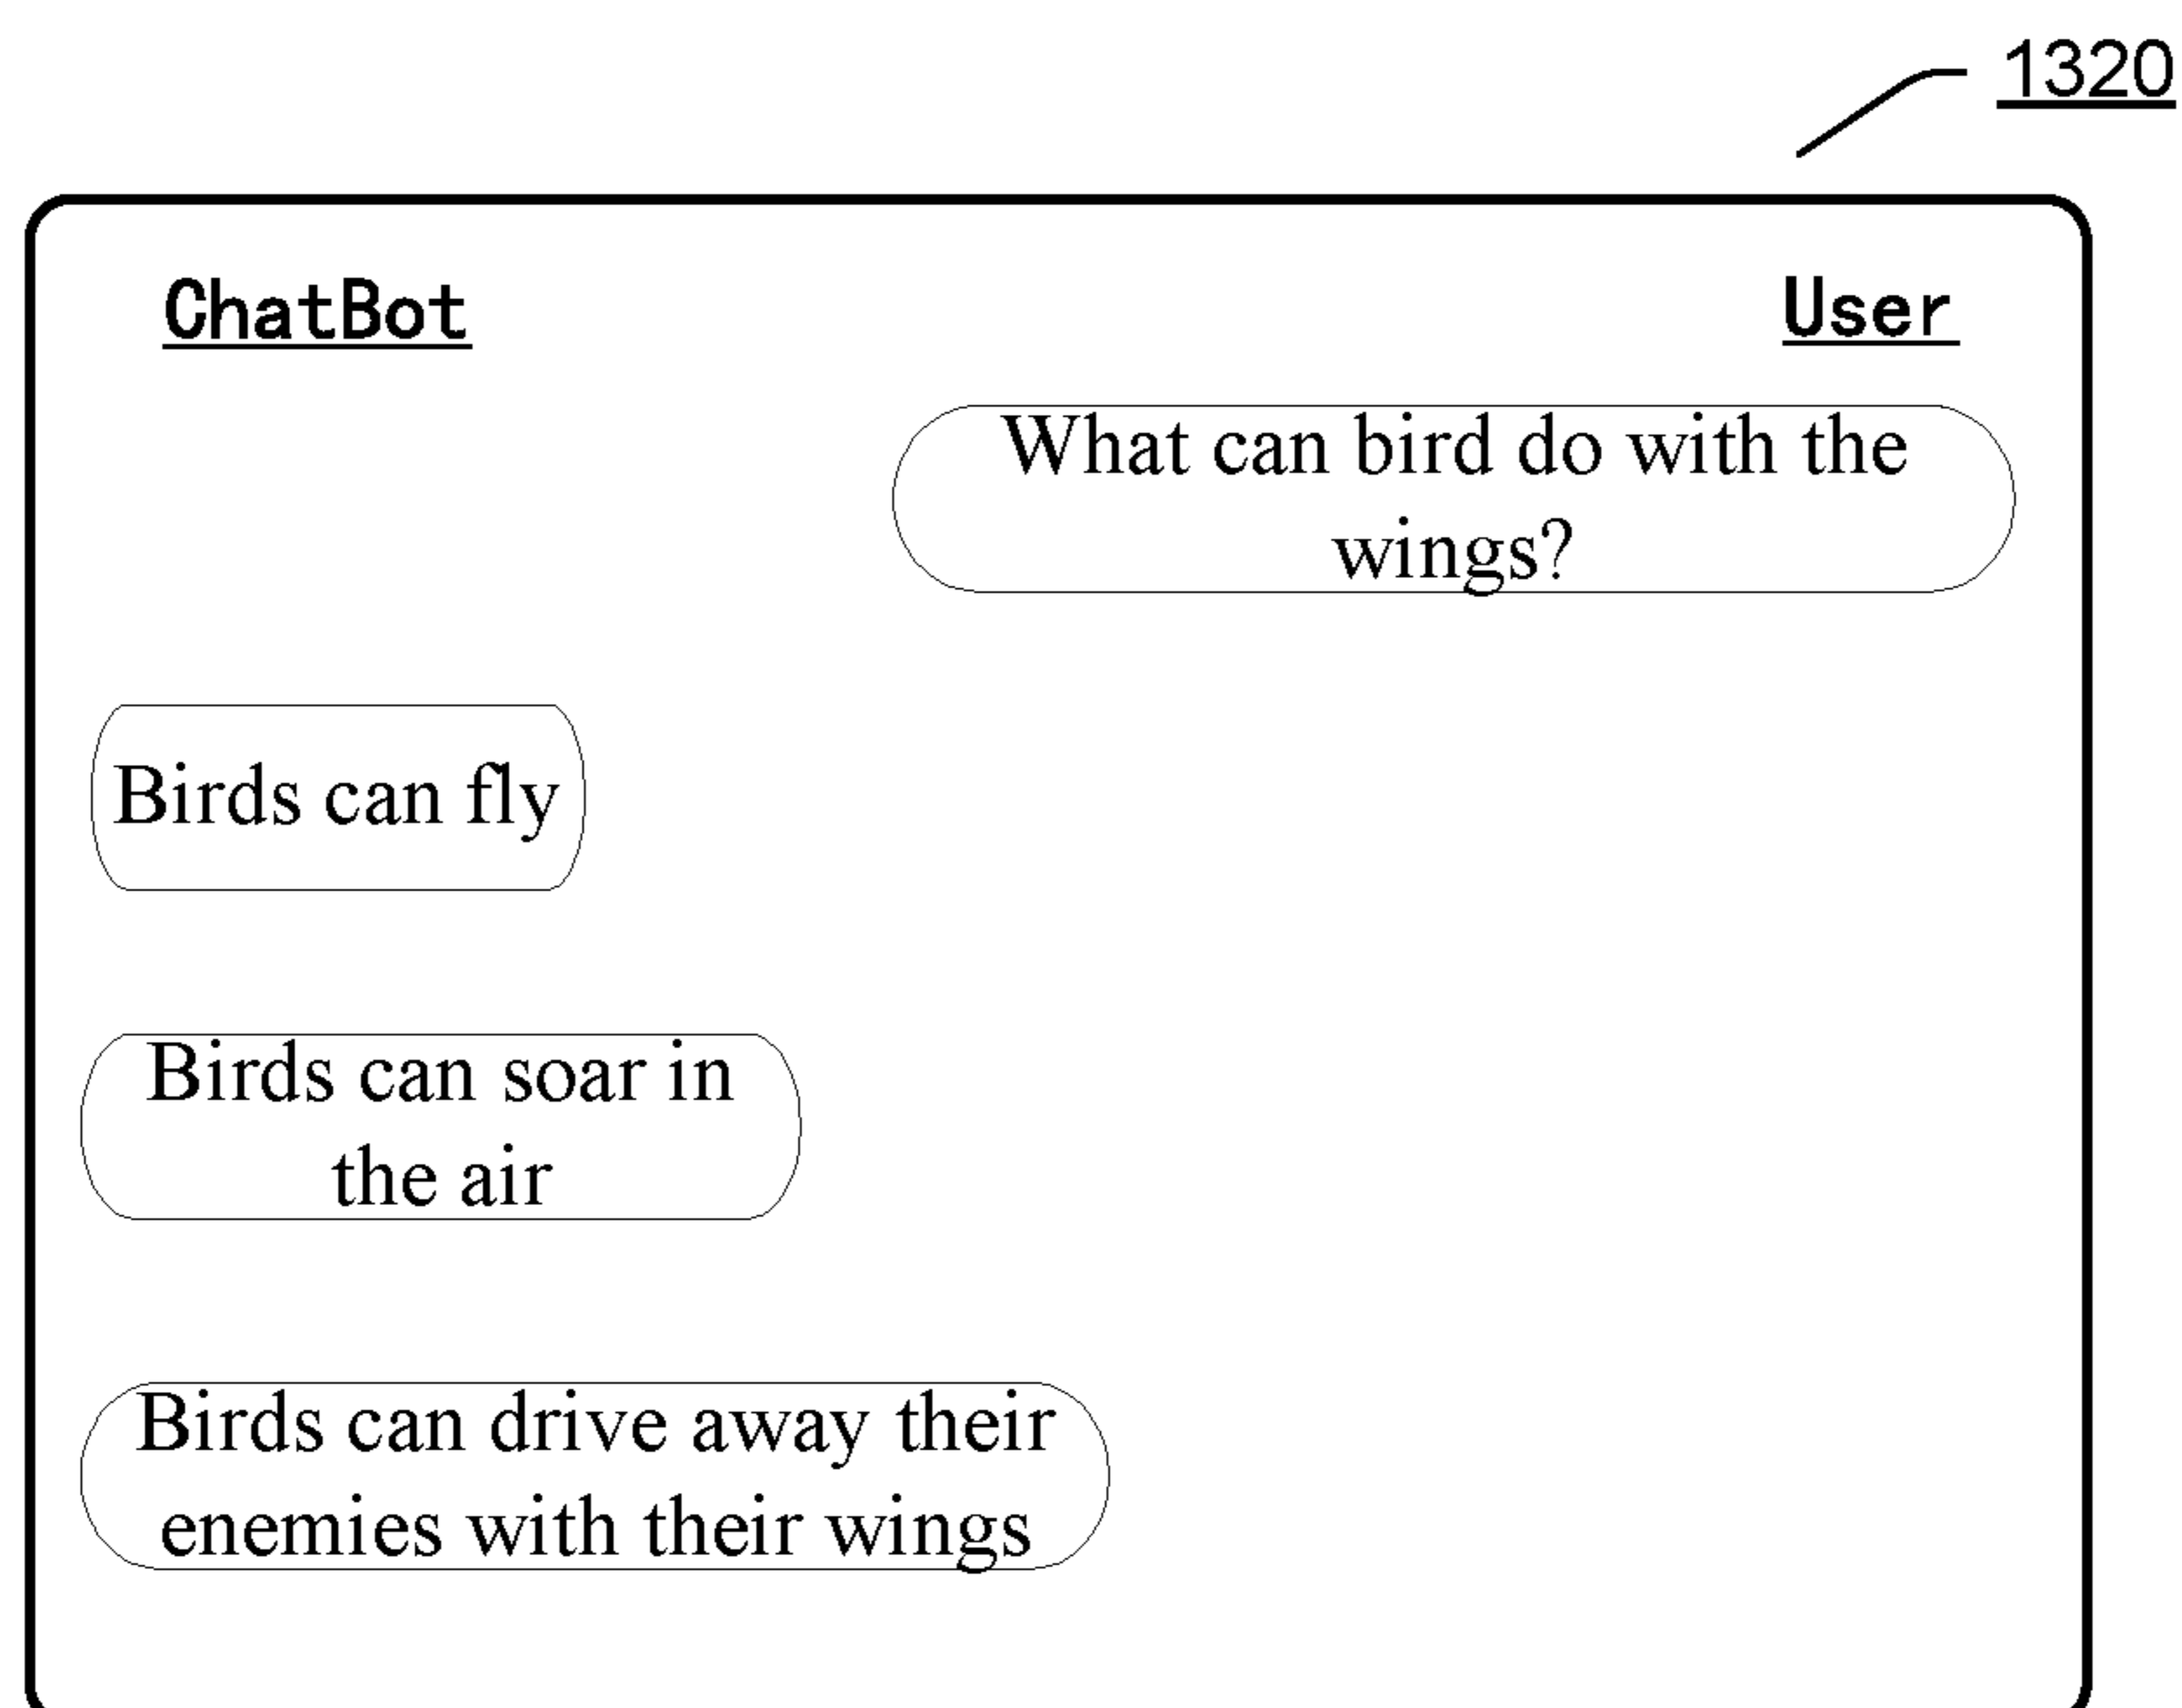 1320
ChatBot User
What can bird do with the
wings?
Birds can fly
Birds can soar in
the air
Birds can drive away their
enemies with their wings